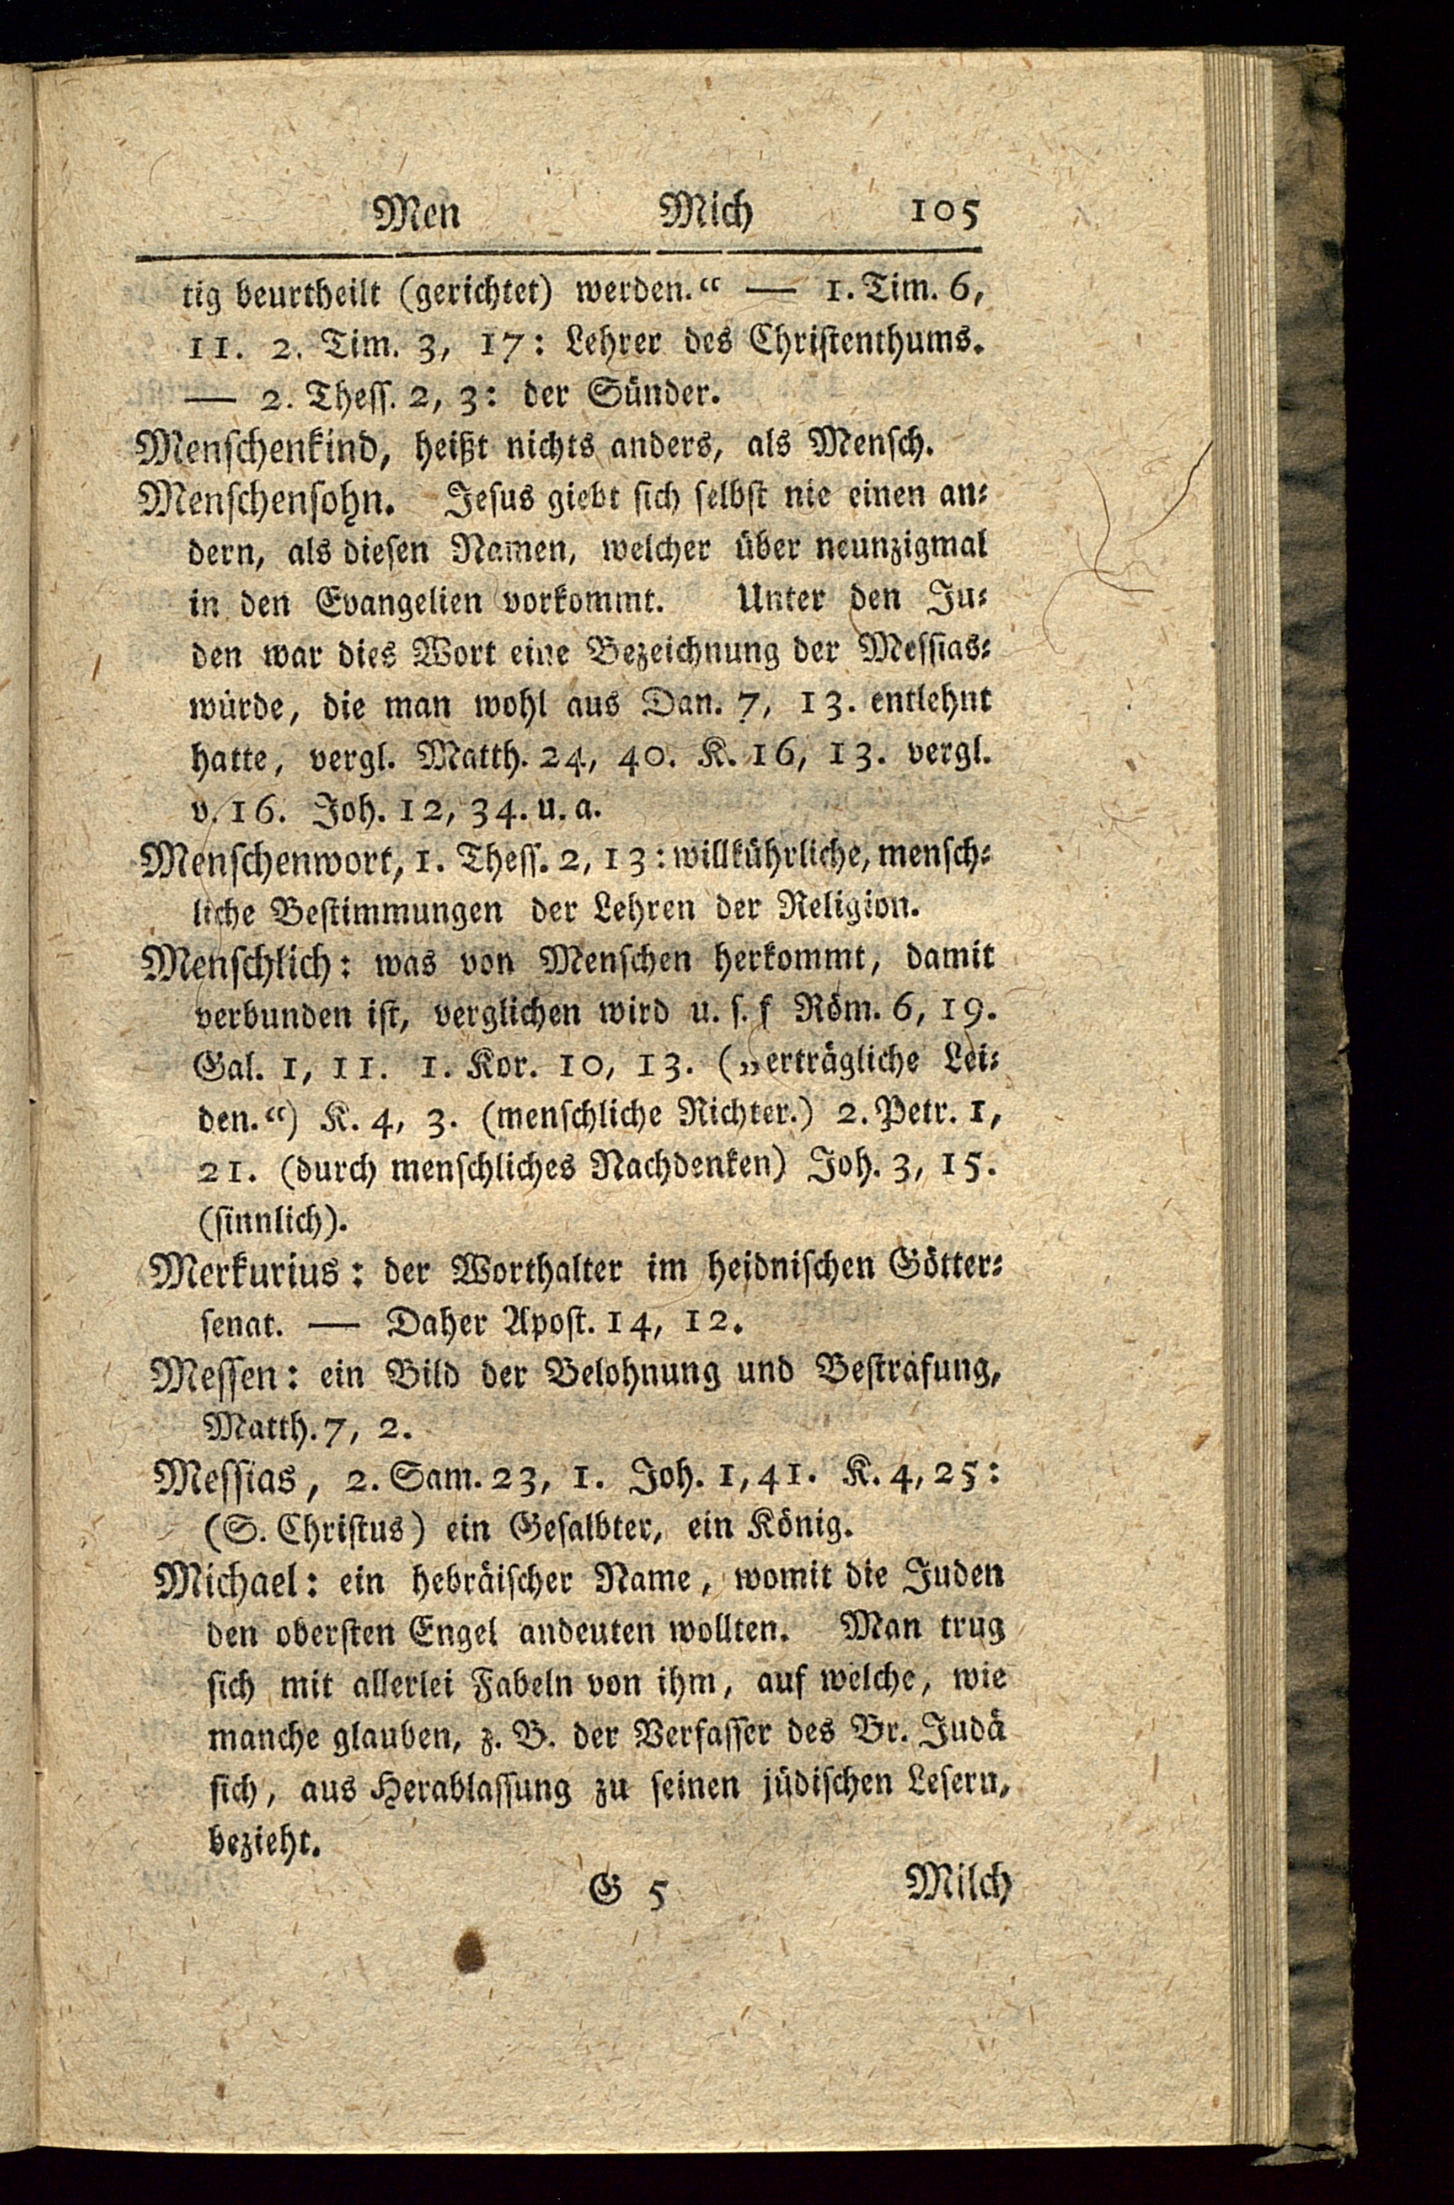 Men Mich 105
tig beurtheilt (gerichtet) werden.“ — 1. Tim. 6,
11. 2. Tim. 3, 17: Lehrer des Christenthums.
— 2. Thess. 2, 3: der Sünder.
Menschenkind, heißt nichts anders, als Mensch.
Menschensohn. Jesus giebt sich selbst nie einen an⸗
dern, als diesen Namen, welcher über neunzigmal
in den Evangelien vorkommt. Unter den Ju⸗
den war dies Wort eine Bezeichnung der Messias⸗
würde, die man wohl aus Dan. 7, 13. entlehnt
hatte, vergl. Matth. 24, 40. K. 16, 13. vergl.
v. 16. Joh. 12, 34. u. a.
Menschenwort, 1. Thess. 2, 13: willkührliche, mensch⸗
liche Bestimmungen der Lehren der Religion.
Menschlich: was von Menschen herkommt, damit
verbunden ist, verglichen wird u. s. f Röm. 6, 19.
Gal. 1, 11. 1. Kor. 10, 13. („erträgliche Lei⸗
den.“) K. 4, 3. (menschliche Richter.) 2. Petr. 1,
21. (durch menschliches Nachdenken) Joh. 3, 15.
(sinnlich).
Merkurius: der Worthalter im heidnischen Götter⸗
senat. — Daher Apost. 14, 12.
Messen: ein Bild der Belohnung und Bestrafung,
Matth. 7, 2.
Messias, 2. Sam. 23, 1. Joh. 1, 41. K. 4, 25:
(S. Christus) ein Gesalbter, ein König.
Michael: ein hebräischer Name, womit die Juden
den obersten Engel andeuten wollten. Man trug
sich mit allerlei Fabeln von ihm, auf welche, wie
manche glauben, z. B. der Verfasser des Br. Judä
sich, aus Herablassung zu seinen jüdischen Lesern,
bezieht.
G 5 Milch